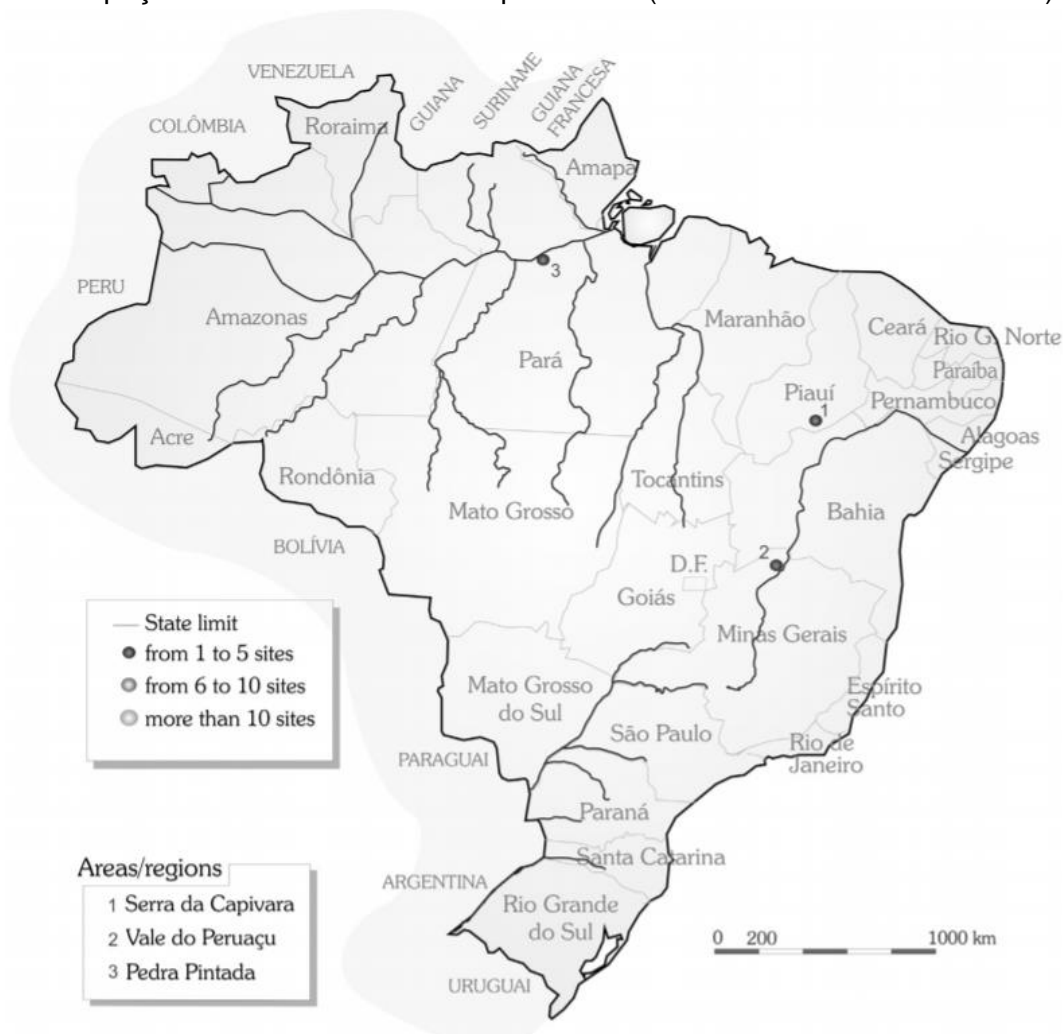 VENEZUELA
COLÔMBIA
GUIANA
SURINAME
GUIANA
FRANCESA
Roraima
Amapá
PERU
3
Amazonas
Maranhão
Ceará
Rio G. Norte
Pará
Paraíba
Piauí
1
Pernambuco
Acre
Alagoas
Sergipe
Rondônia
Tocantins
Mato Grosso
Bahia
BOLÍVIA
2
D.F.
Goiás
Minas Gerais
State limit
from 1 to 5 sites
from 6 to 10 sites
more than 10 sites
Mato Grosso
do Sul
Espírito
Santo
São Paulo
Rio de
Janeiro
PARAGUAI
Paraná
Santa Catarina
Areas/regions
1 Serra da Capivara
2 Vale do Peruaçu
3 Pedra Pintada
ARGENTINA
Rio Grande
do Sul
URUGUAI
0 200 1000 km